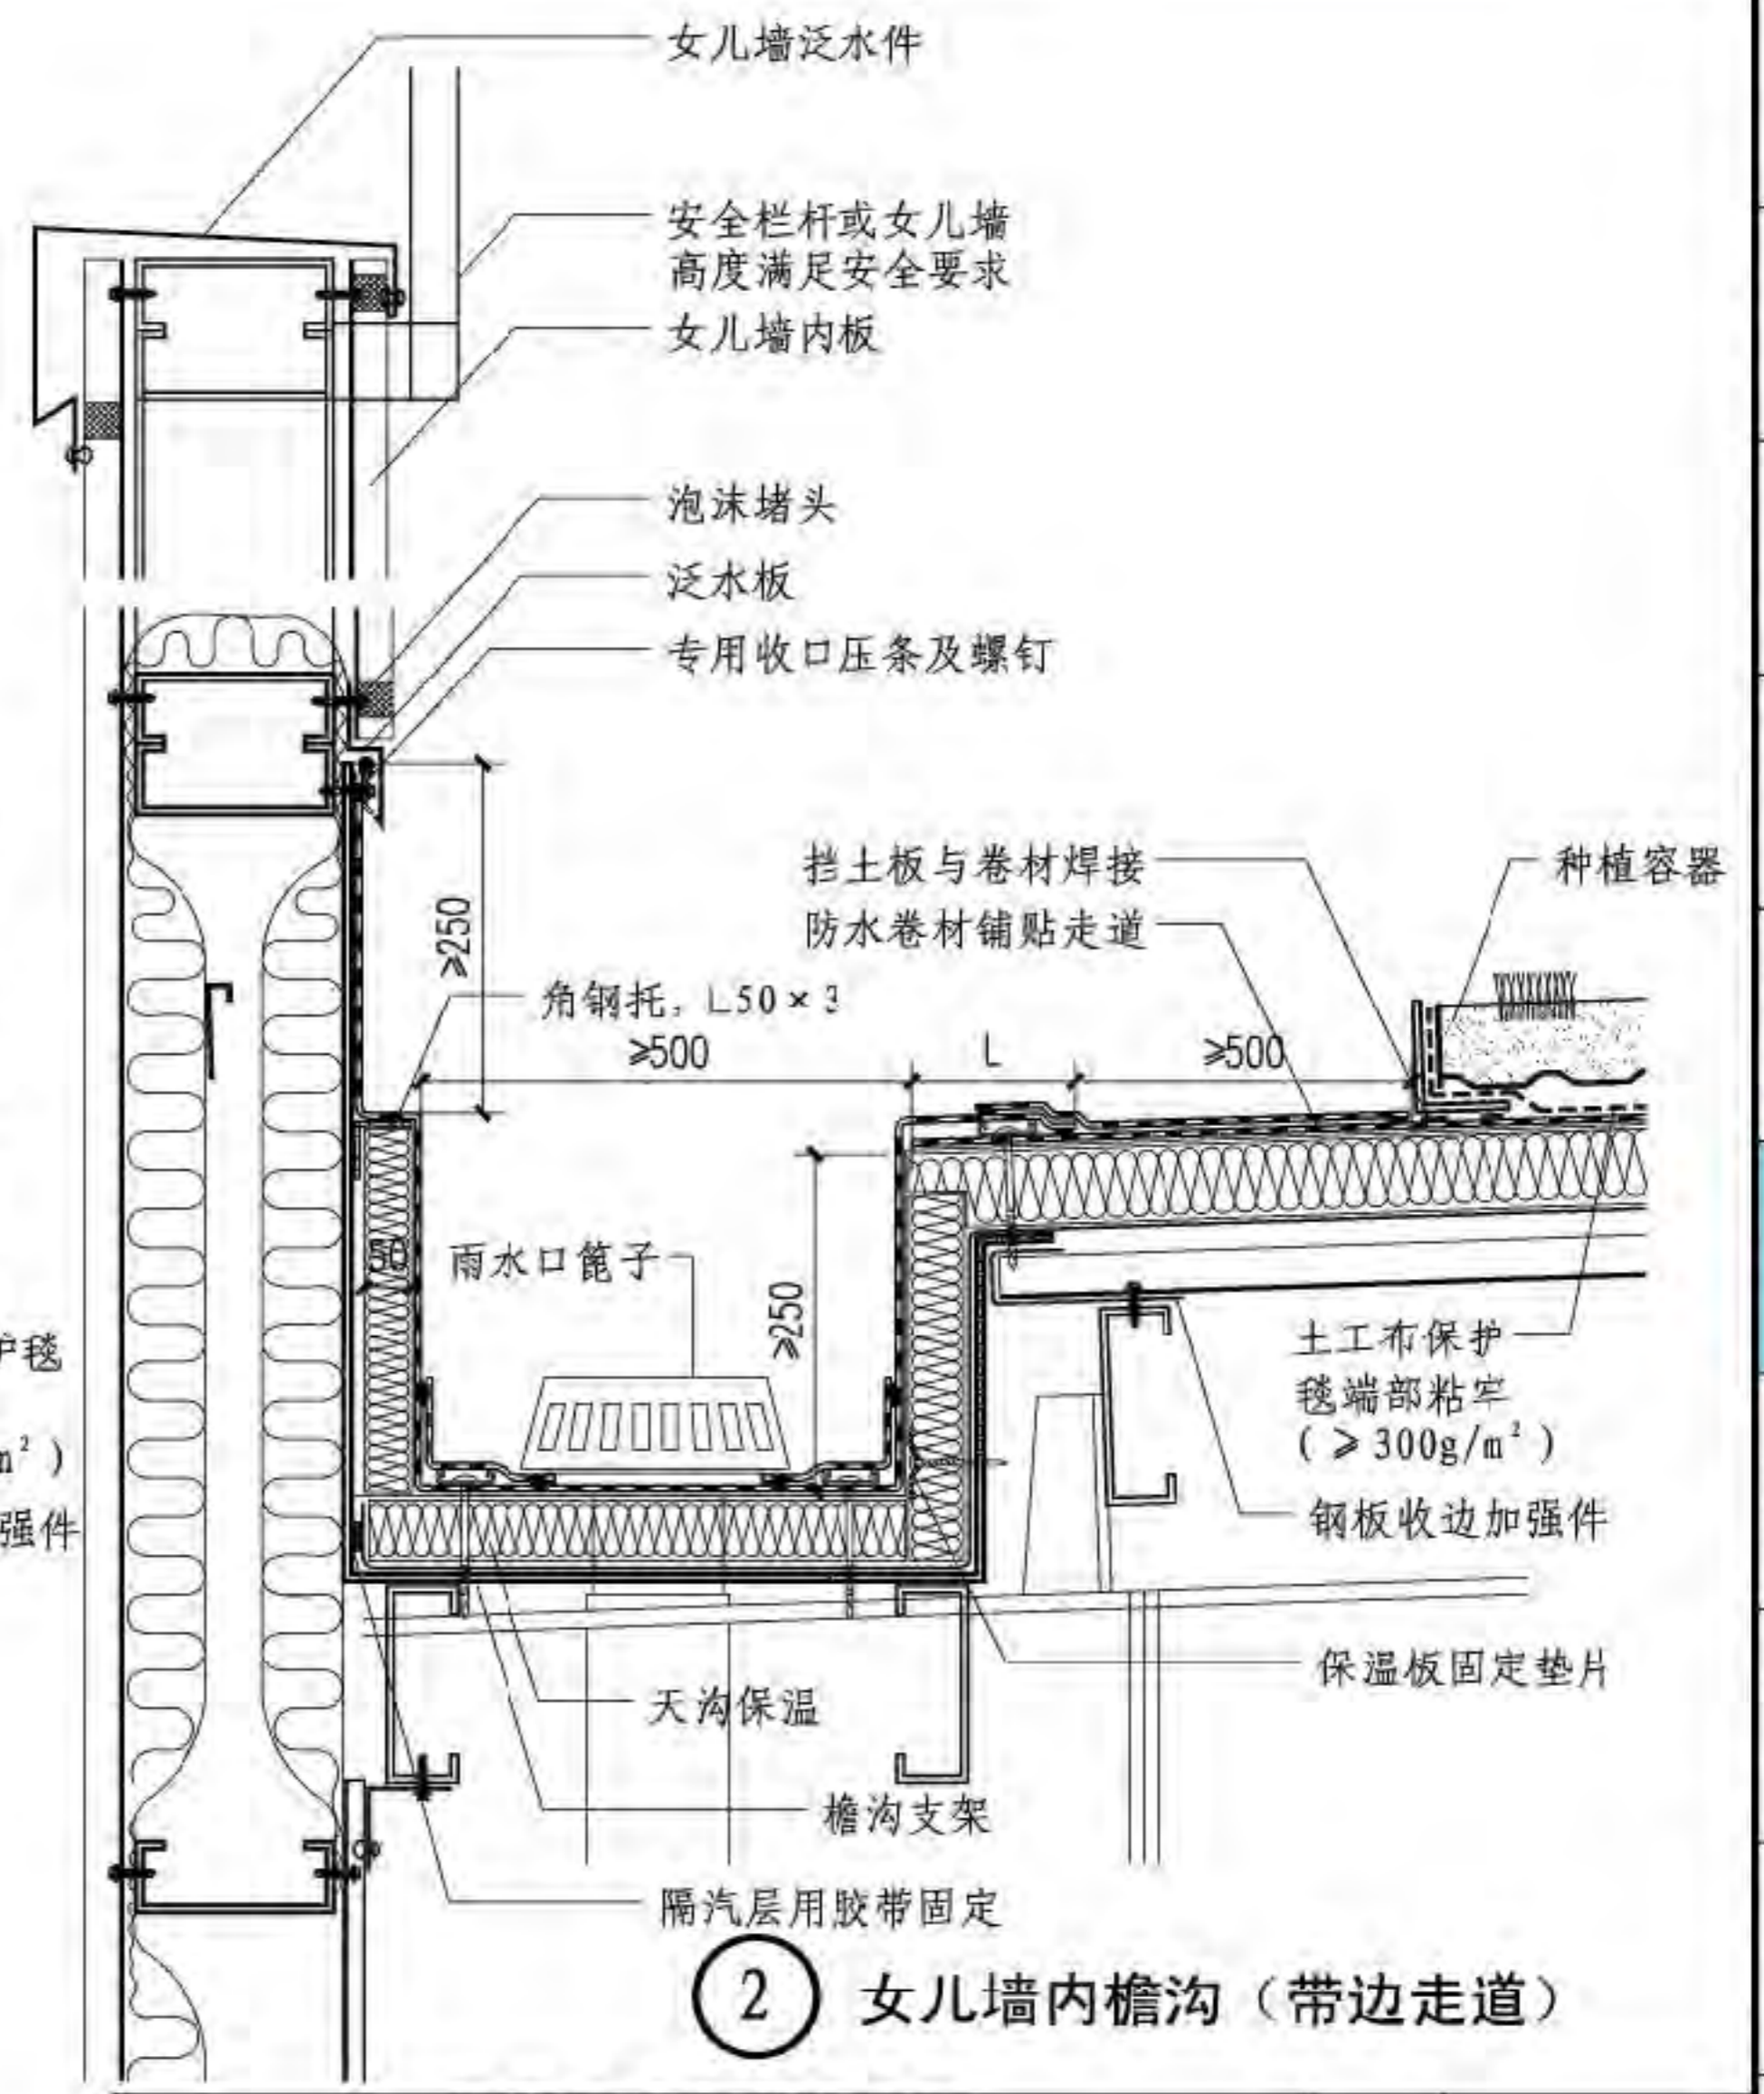 女儿墙泛水件
安全栏杆或女儿墙
高度满足安全要求
女儿墙内板
泡沫堵头
泛水板
专用收口压条及螺钉
挡土板与卷材焊接
种植容器
防水卷材铺贴走道
≥250
角钢托，L50×3
≥500
L
≥500
50
雨水口篦子
≥250
护毯
土工布保护
毯端部粘牢
(≥300g/m²)
m²)
强件
钢板收边加强件
保温板固定垫片
天沟保温
檐沟支架
隔汽层用胶带固定
2 女儿墙内檐沟（带边走道）